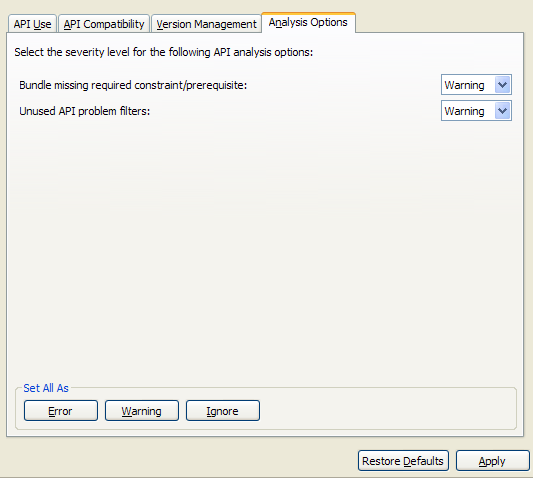 API Use API Compatibility Version Management Analysis Options
Select the severity level for the following API analysis options:
Bundle missing required constraint/prerequisite: Warning
Unused API problem filters: Warning
Set All As
Error Warning Ignore
Restore Defaults Apply